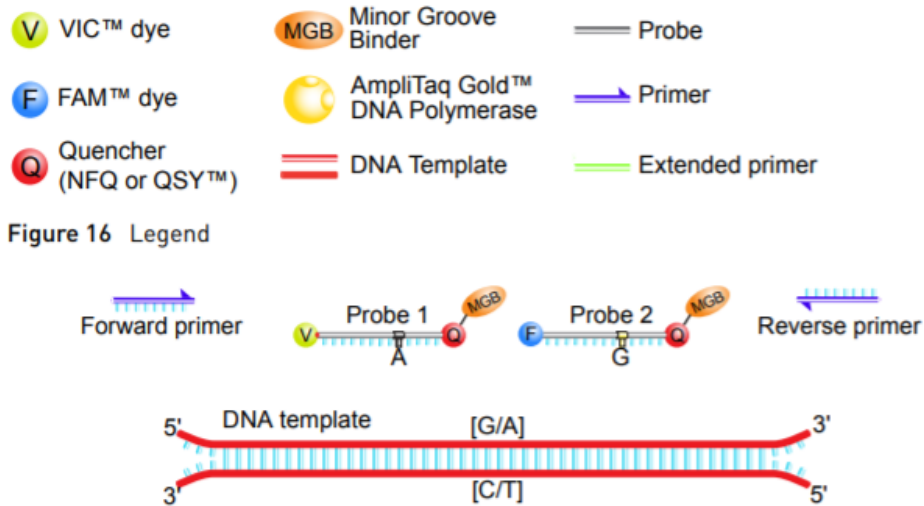 V VIC™ dye
MGB Minor Groove
Binder
Probe
F FAM™ dye
AmpliTaq Gold™
DNA Polymerase
Primer
Q Quencher
(NFQ or QSY™)
DNA Template
Extended primer
Figure 16 Legend
Forward primer
V Probe 1 Q MGB
A
F Probe 2 Q MGB
G
Reverse primer
5' DNA template [G/A] 3'
3' [C/T] 5'